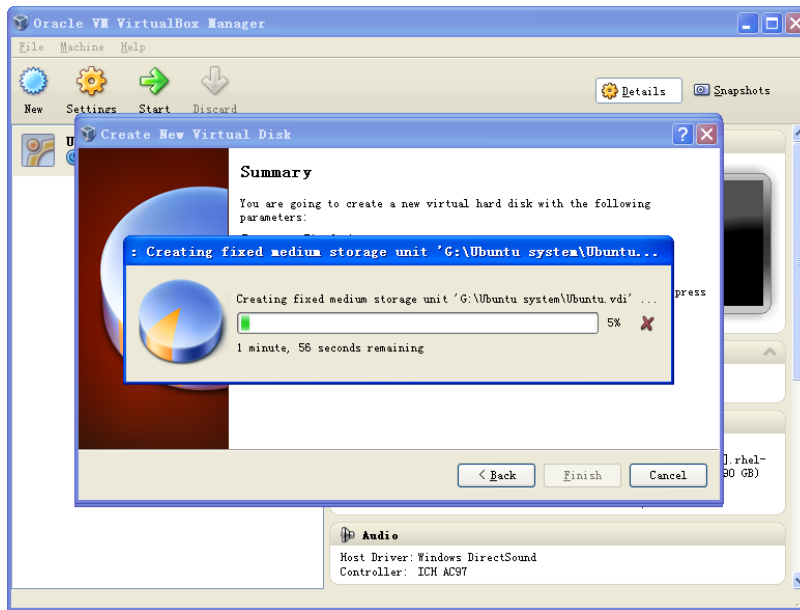 Oracle VM VirtualBox Manager
File Machine Help
New Settings Start Discard
Details Snapshots
U
Create New Virtual Disk
Summary
You are going to create a new virtual hard disk with the following
parameters:
: Creating fixed medium storage unit 'G:\Ubuntu system\Ubuntu...
press
Creating fixed medium storage unit 'G:\Ubuntu system\Ubuntu.vdi' ...
5%
1 minute, 56 seconds remaining
].rhel-
90 GB)
< Back Finish Cancel
Audio
Host Driver: Windows DirectSound
Controller: ICH AC97